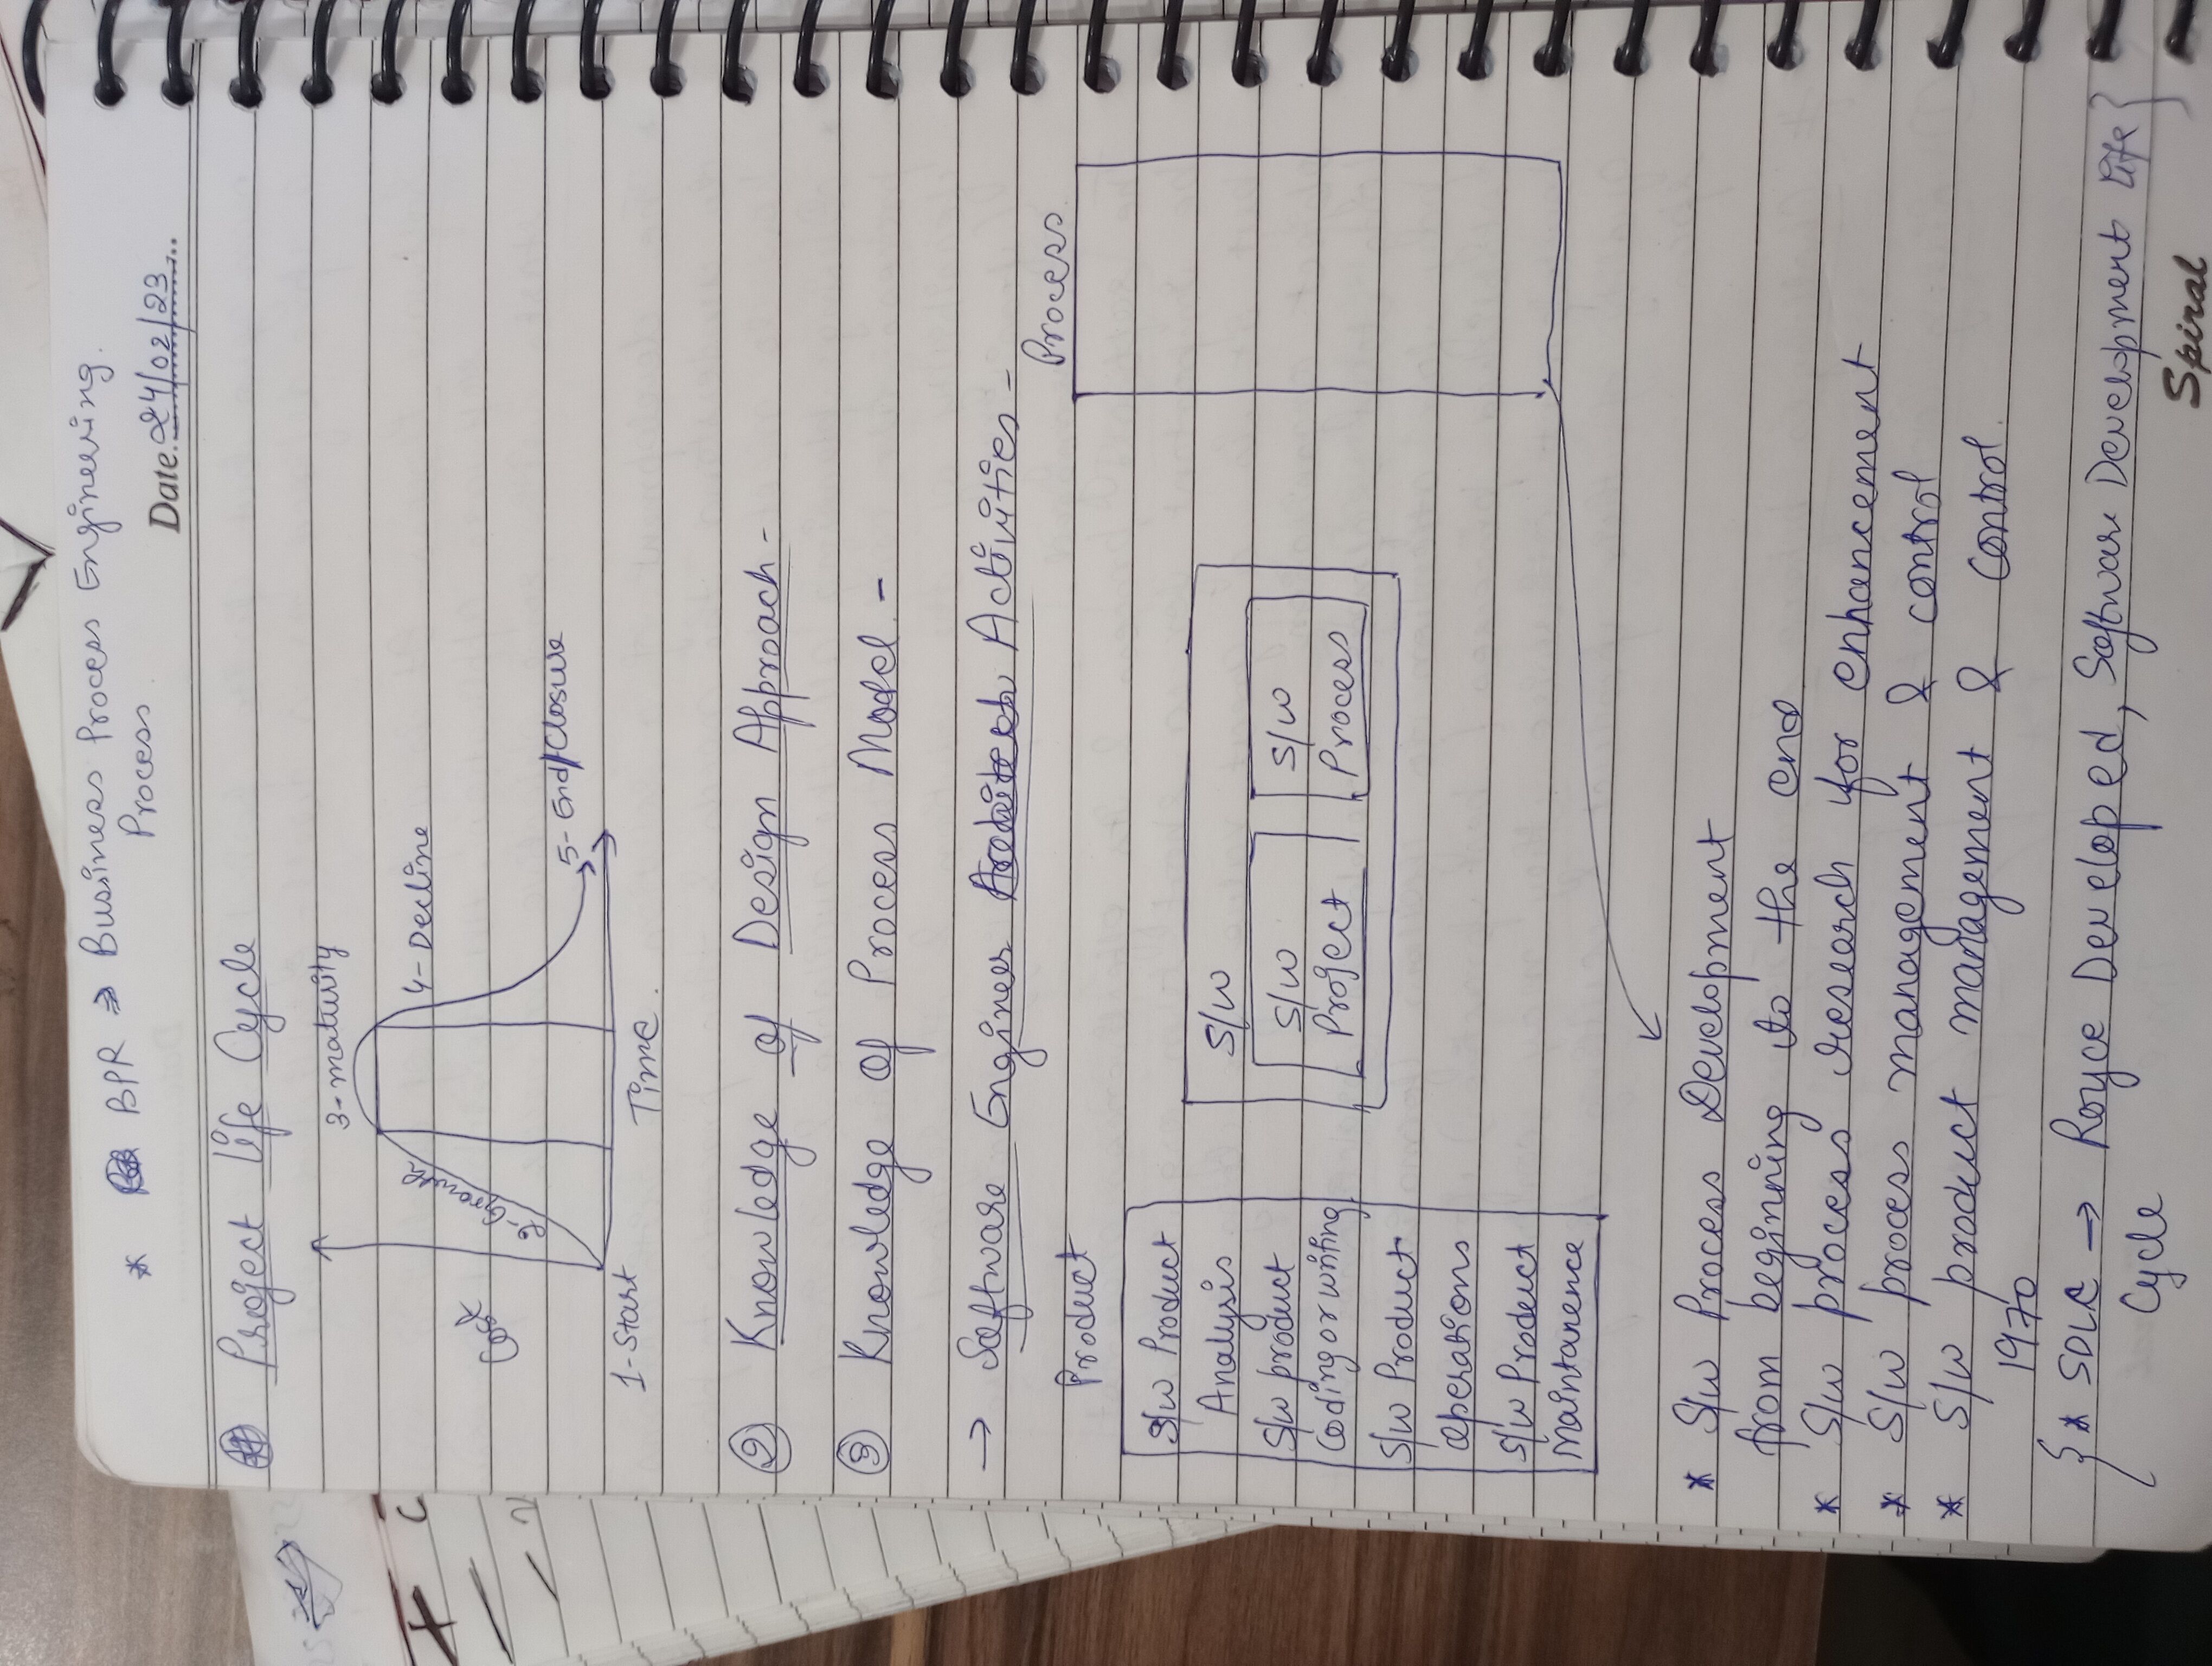 * BPR ⇒ Business Process Engineering.
Process
Date. 24/02/23
Project life Cycle
3-maturity
4-Decline
2-Growth
Cost
5-End/Closure
1-Start
Time.
② Knowledge of Design Approach-
③ Knowledge of Process Model -
→ Software Engineer Activities -
Product
Process
S/w Product
Analysis
S/w product
Coding or writing
S/w Product
operations
S/w Product
Maintanence
S/w
S/w
Project
S/w
Process
* S/w Process Development
from beginning to the end
* S/w process research for enhancement
* S/w process management & control
* S/w product management & control.
1970
{* SDLC → Royce Developed, Software Development life}
Cycle
Spiral